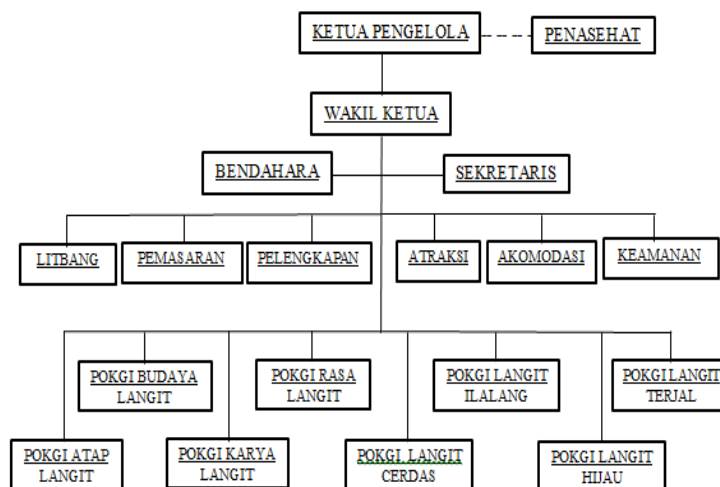 KETUA PENGELOLA
PENASEHAT
WAKIL KETUA
BENDAHARA
SEKRETARIS
LITBANG
PEMASARAN
PELENGKAPAN
ATRAKSI
AKOMODASI
KEAMANAN
POKGI BUDAYA
LANGIT
POKGI RASA
LANGIT
POKGI LANGIT
ILALANG
POKGI LANGIT
TERJAL
POKGI ATAP
LANGIT
POKGI KARYA
LANGIT
POKGI LANGIT
CERDAS
POKGI LANGIT
HIJAU